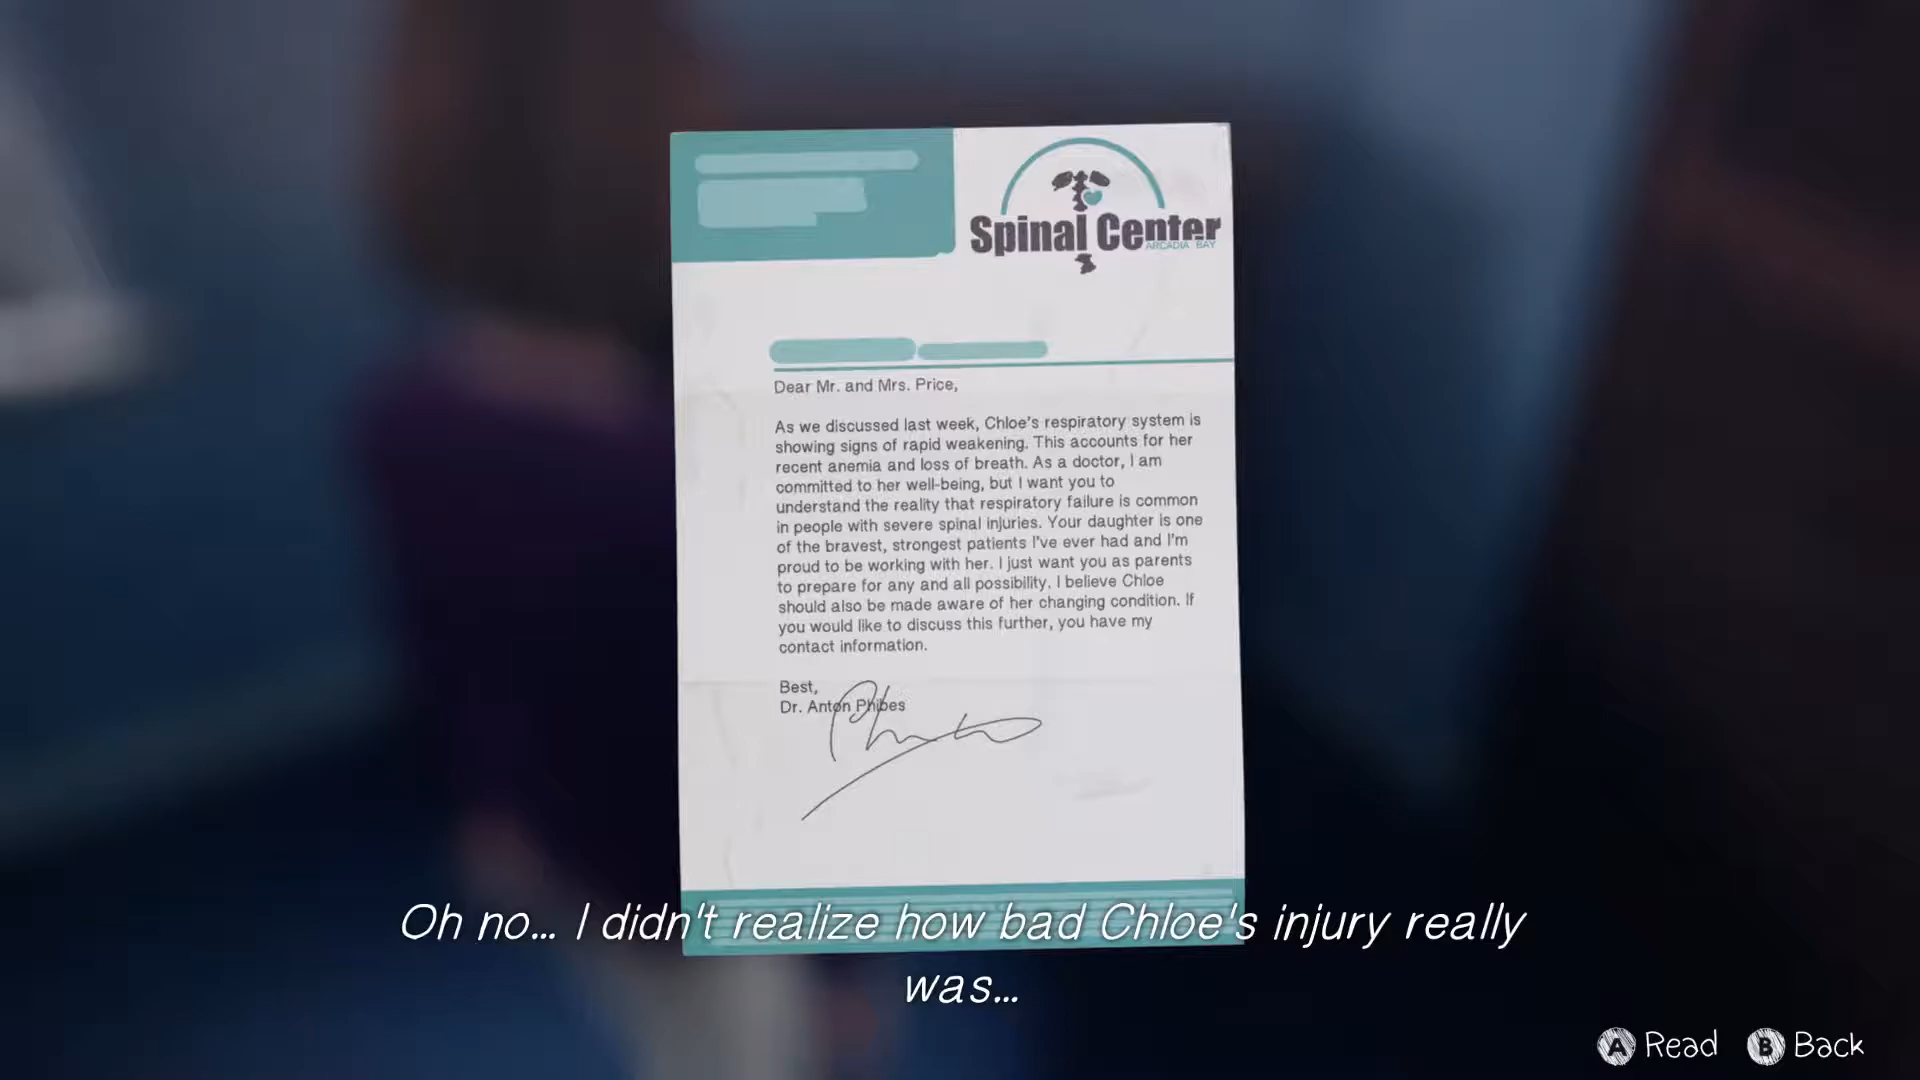 Spinal Center
ARCADIA BAY
Dear Mr. and Mrs. Price,
As we discussed last week, Chloe's respiratory system is
showing signs of rapid weakening. This accounts for her
recent anemia and loss of breath. As a doctor, I am
committed to her well-being, but I want you to
understand the reality that respiratory failure is common
in people with severe spinal injuries. Your daughter is one
of the bravest, strongest patients I've ever had and I'm
proud to be working with her. I just want you as parents
to prepare for any and all possibility. I believe Chloe
should also be made aware of her changing condition. If
you would like to discuss this further, you have my
contact information.
Best,
Dr. Anton Phibes
Oh no... I didn't realize how bad Chloe's injury really
was...
A Read B Back